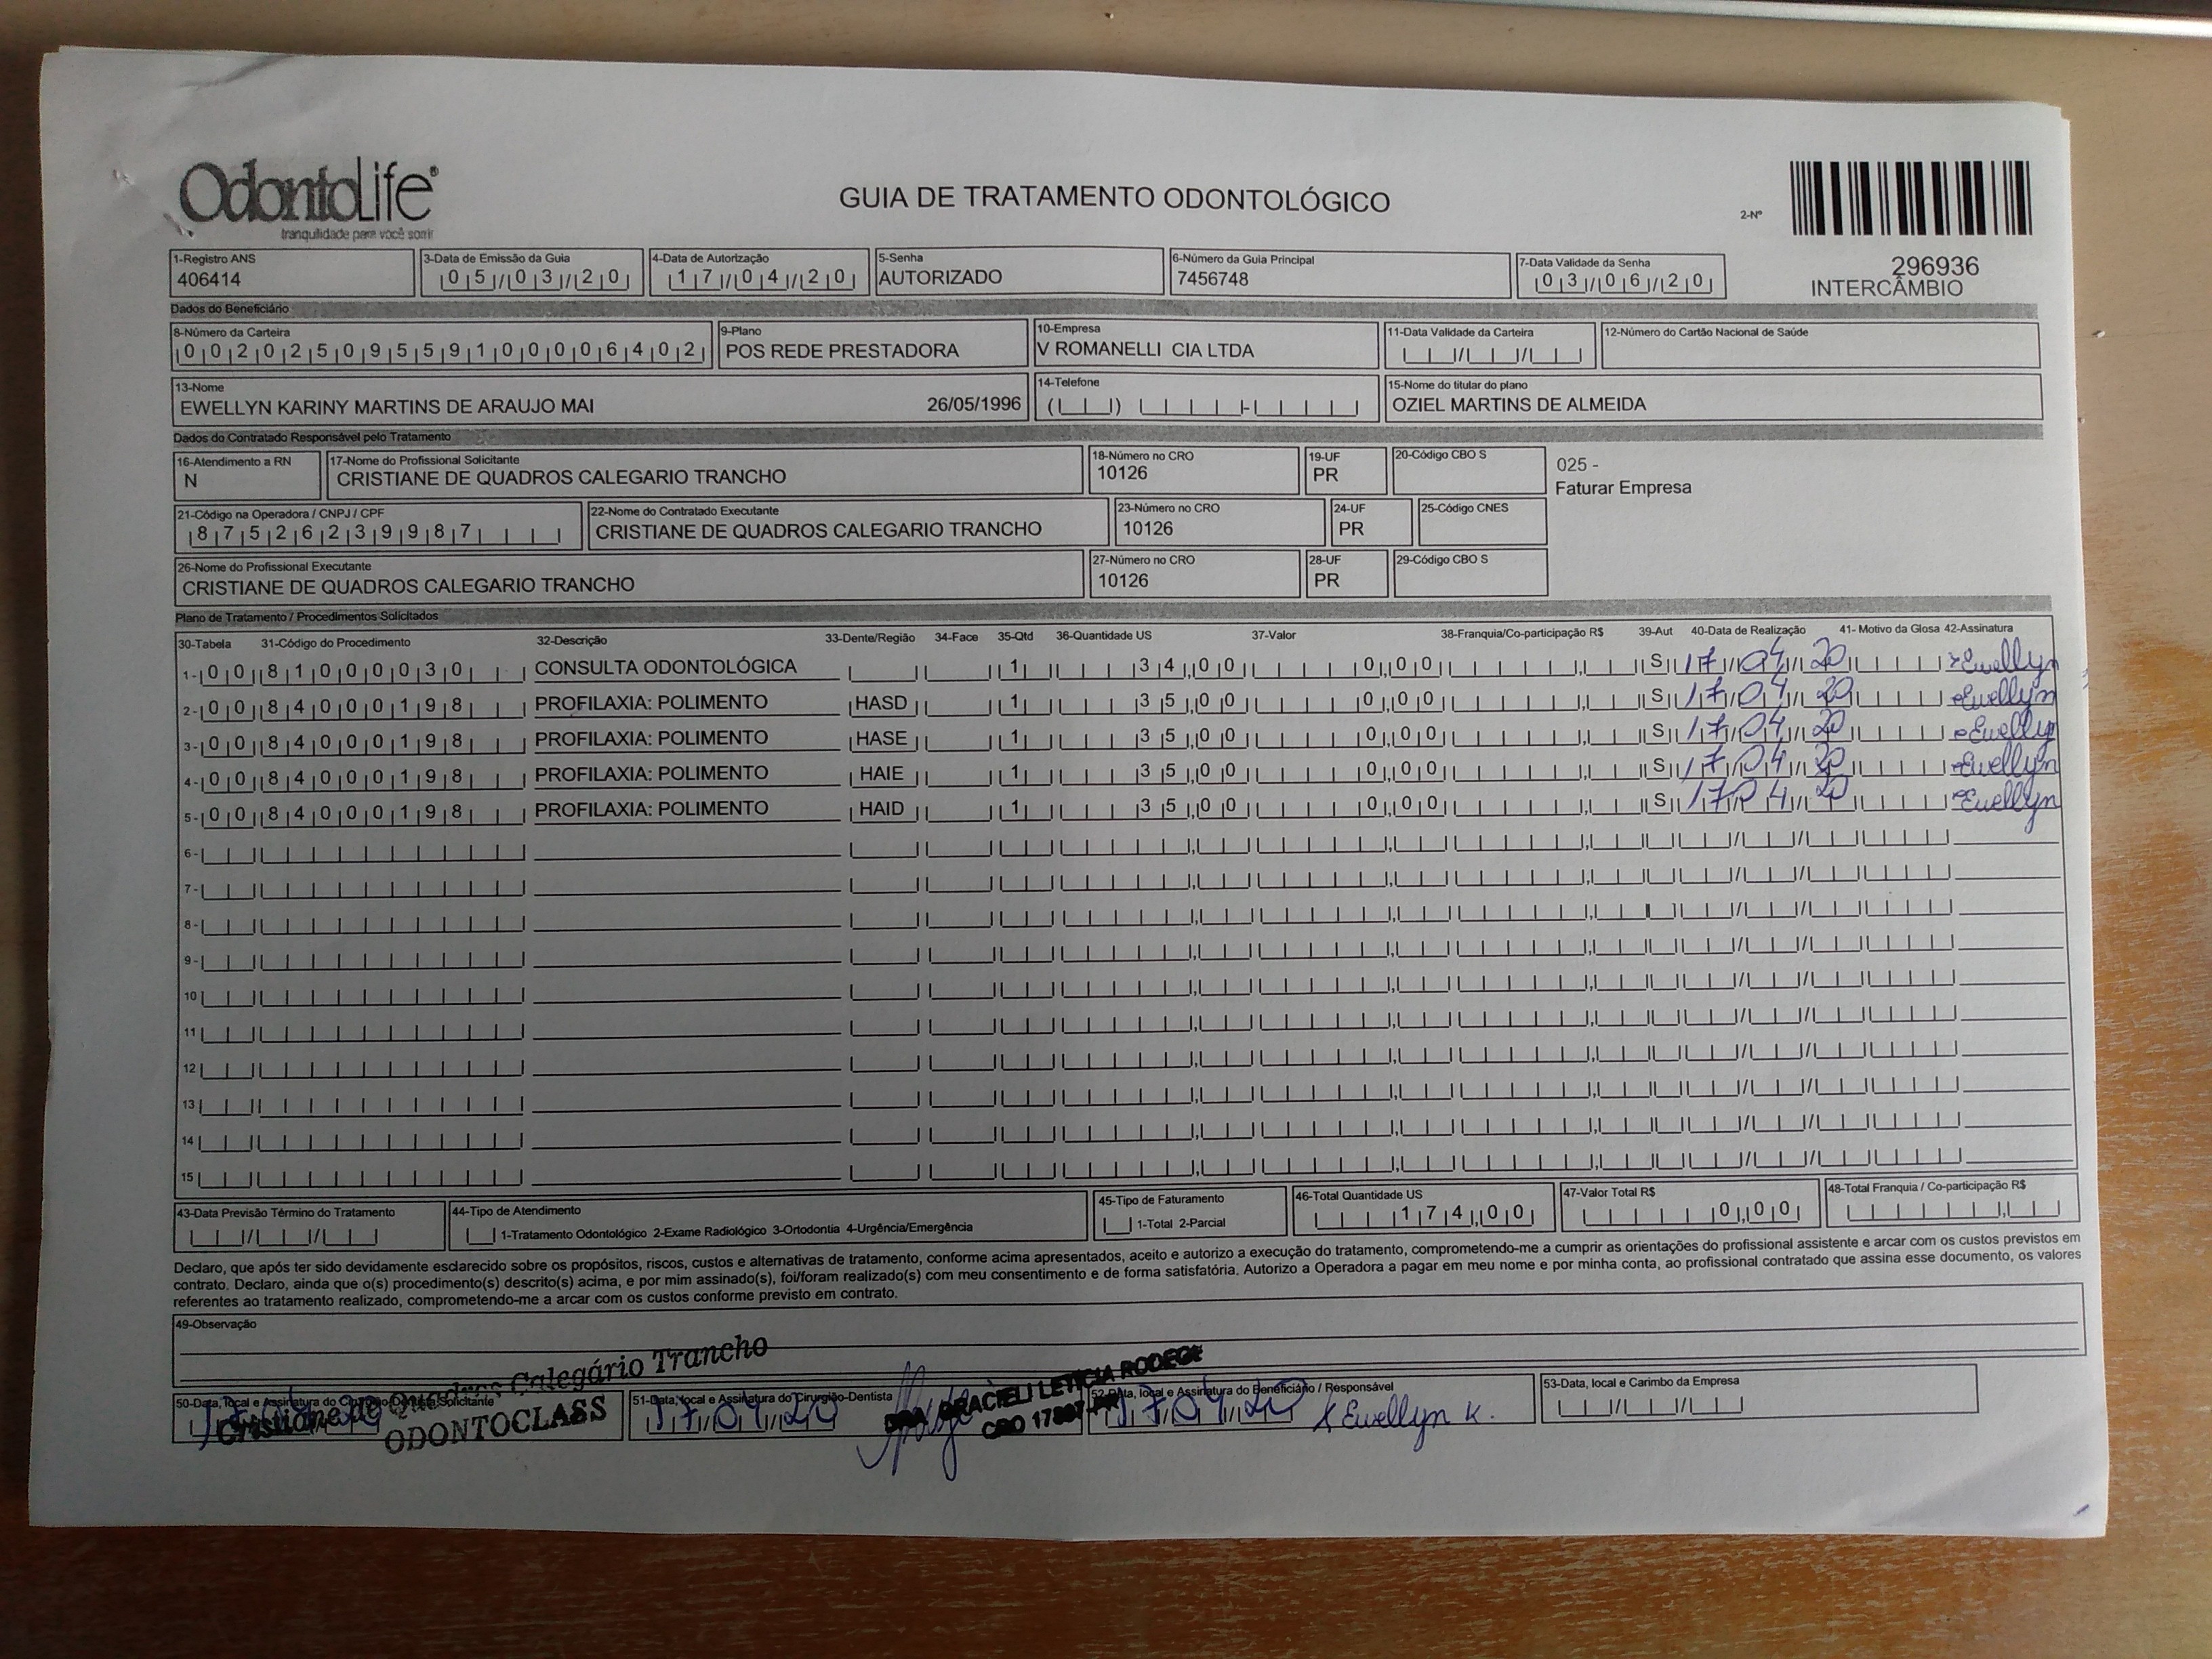 OdontoLife®
tranquilidade para você sorrir
GUIA DE TRATAMENTO ODONTOLÓGICO
2-Nº
296936
INTERCÂMBIO
1-Registro ANS
406414
3-Data de Emissão da Guia
05/03/20
4-Data de Autorização
17/04/20
5-Senha
AUTORIZADO
6-Número da Guia Principal
7456748
7-Data Validade da Senha
03/06/20
Dados do Beneficiário
8-Número da Carteira
00202509559100006402
9-Plano
POS REDE PRESTADORA
10-Empresa
V ROMANELLI CIA LTDA
11-Data Validade da Carteira
12-Número do Cartão Nacional de Saúde
13-Nome
EWELLYN KARINY MARTINS DE ARAUJO MAI 26/05/1996
14-Telefone
15-Nome do titular do plano
OZIEL MARTINS DE ALMEIDA
Dados do Contratado Responsável pelo Tratamento
16-Atendimento a RN
N
17-Nome do Profissional Solicitante
CRISTIANE DE QUADROS CALEGARIO TRANCHO
18-Número no CRO
10126
19-UF
PR
20-Código CBO S
025 -
Faturar Empresa
21-Código na Operadora / CNPJ / CPF
87526239987
22-Nome do Contratado Executante
CRISTIANE DE QUADROS CALEGARIO TRANCHO
23-Número no CRO
10126
24-UF
PR
25-Código CNES
26-Nome do Profissional Executante
CRISTIANE DE QUADROS CALEGARIO TRANCHO
27-Número no CRO
10126
28-UF
PR
29-Código CBO S
Plano de Tratamento / Procedimentos Solicitados
30-Tabela 31-Código do Procedimento 32-Descrição 33-Dente/Região 34-Face 35-Qtd 36-Quantidade US 37-Valor 38-Franquia/Co-participação R$ 39-Aut 40-Data de Realização 41- Motivo da Glosa 42-Assinatura
1- 00 81000030 CONSULTA ODONTOLÓGICA 1 34,00 0,00 S 17/04/20 Ewellyn
2- 00 84000198 PROFILAXIA: POLIMENTO HASD 1 35,00 0,00 S 17/04/20 Ewellyn
3- 00 84000198 PROFILAXIA: POLIMENTO HASE 1 35,00 0,00 S 17/04/20 Ewellyn
4- 00 84000198 PROFILAXIA: POLIMENTO HAIE 1 35,00 0,00 S 17/04/20 Ewellyn
5- 00 84000198 PROFILAXIA: POLIMENTO HAID 1 35,00 0,00 S 17/04/20 Ewellyn
6-
7-
8-
9-
10
11
12
13
14
15
43-Data Previsão Término do Tratamento
44-Tipo de Atendimento
1-Tratamento Odontológico 2-Exame Radiológico 3-Ortodontia 4-Urgência/Emergência
45-Tipo de Faturamento
1-Total 2-Parcial
46-Total Quantidade US
174,00
47-Valor Total R$
0,00
48-Total Franquia / Co-participação R$
Declaro, que após ter sido devidamente esclarecido sobre os propósitos, riscos, custos e alternativas de tratamento, conforme acima apresentados, aceito e autorizo a execução do tratamento, comprometendo-me a cumprir as orientações do profissional assistente e arcar com os custos previstos em
contrato. Declaro, ainda que o(s) procedimento(s) descrito(s) acima, e por mim assinado(s), foi/foram realizado(s) com meu consentimento e de forma satisfatória. Autorizo a Operadora a pagar em meu nome e por minha conta, ao profissional contratado que assina esse documento, os valores
referentes ao tratamento realizado, comprometendo-me a arcar com os custos conforme previsto em contrato.
49-Observação
50-Data, local e Assinatura do Cirurgião-Dentista Solicitante
Cristiane de Quadros Calegário Trancho
ODONTOCLASS
51-Data, local e Assinatura do Cirurgião-Dentista
17/04/20
DRA. GRACIELI LETICIA RODEGE
52-Data, local e Assinatura do Beneficiário / Responsável
17/04/20 X Ewellyn K.
53-Data, local e Carimbo da Empresa